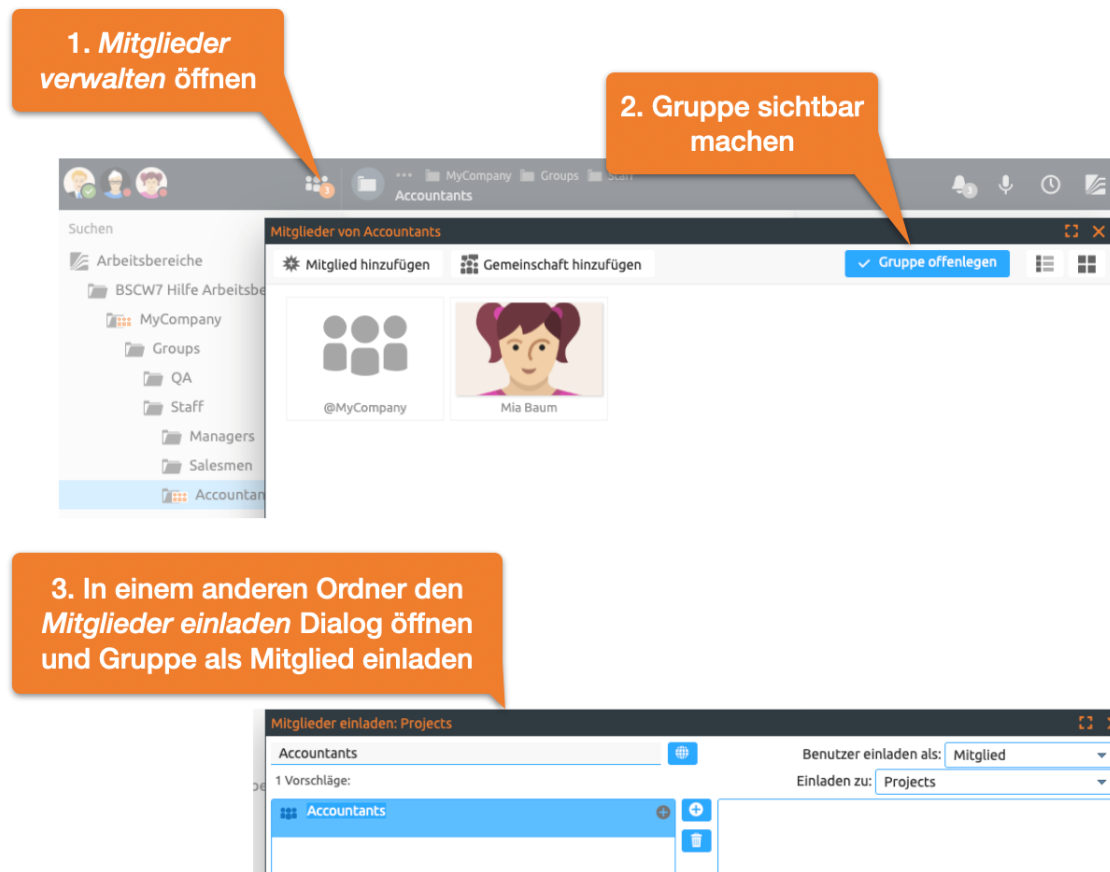 1. Mitglieder
verwalten öffnen
2. Gruppe sichtbar
machen
3
... MyCompany Groups Staff
Accountants
3
Suchen
Mitglieder von Accountants
Arbeitsbereiche
Mitglied hinzufügen
Gemeinschaft hinzufügen
Gruppe offenlegen
BSCW7 Hilfe Arbeitsbe
MyCompany
Groups
QA
Staff
@MyCompany
Mia Baum
Managers
Salesmen
Accountan
3. In einem anderen Ordner den
Mitglieder einladen Dialog öffnen
und Gruppe als Mitglied einladen
Mitglieder einladen: Projects
Accountants
Benutzer einladen als: Mitglied
1 Vorschläge:
Einladen zu: Projects
Accountants